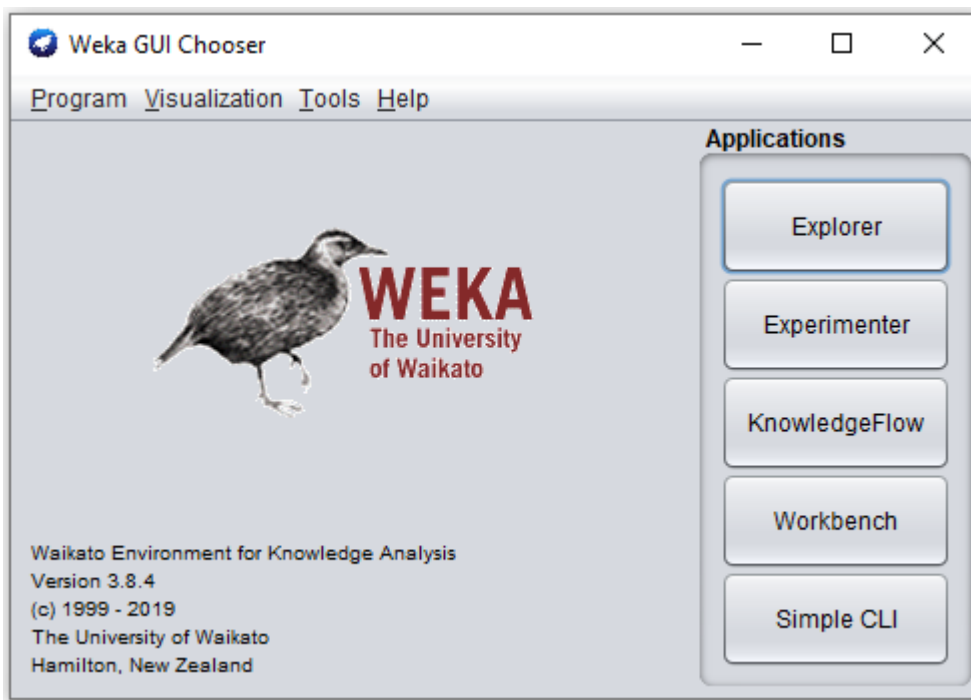 Weka GUI Chooser
Program Visualization Tools Help
WEKA
The University
of Waikato
Waikato Environment for Knowledge Analysis
Version 3.8.4
(c) 1999 - 2019
The University of Waikato
Hamilton, New Zealand
Applications
Explorer
Experimenter
KnowledgeFlow
Workbench
Simple CLI